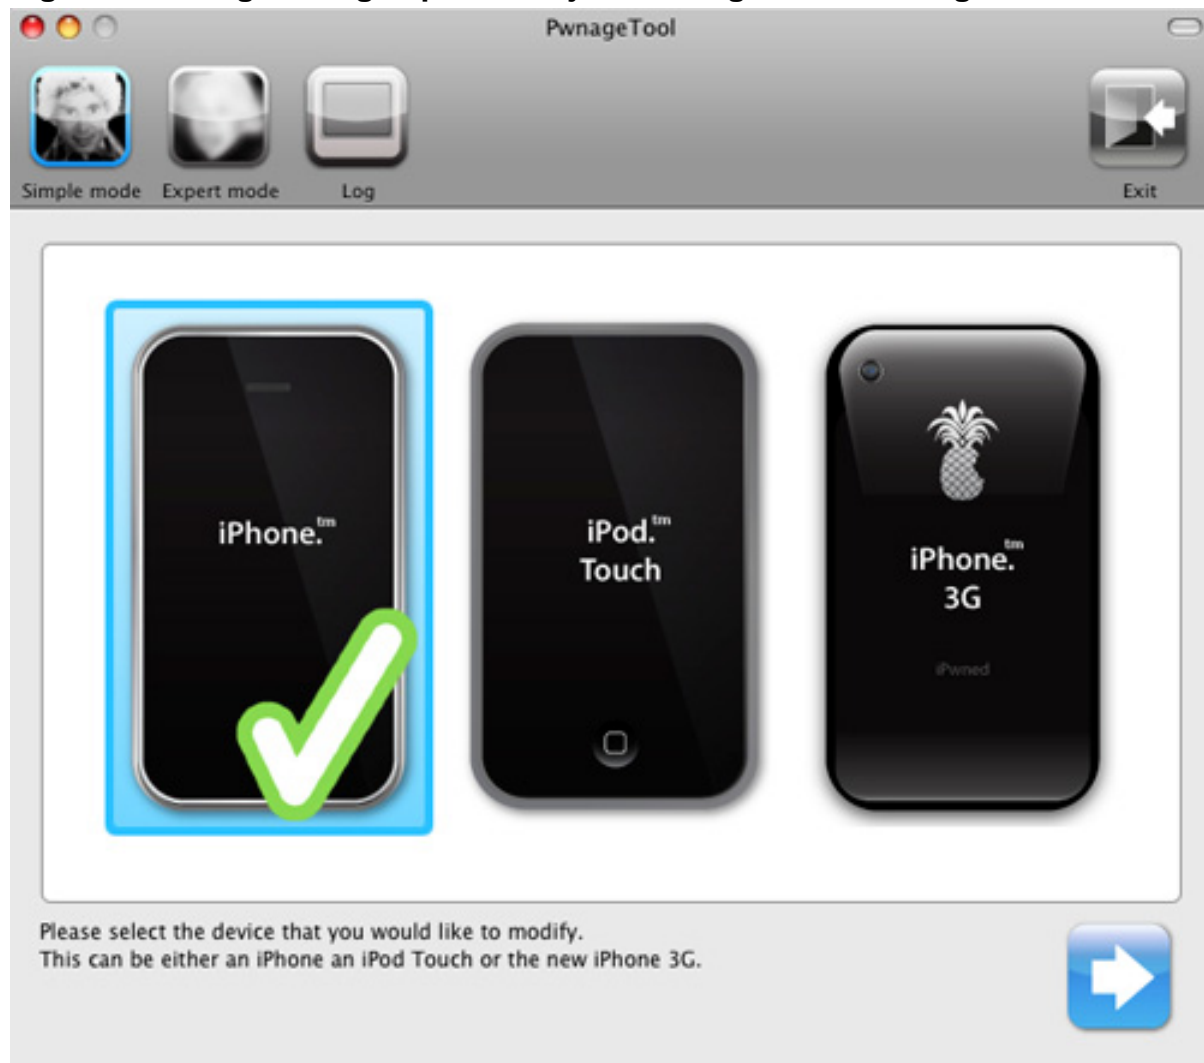 PwnageTool
Simple mode Expert mode Log Exit
iPhone.tm
iPod.tm
Touch
iPhone.tm
3G
iPwned
Please select the device that you would like to modify.
This can be either an iPhone an iPod Touch or the new iPhone 3G.